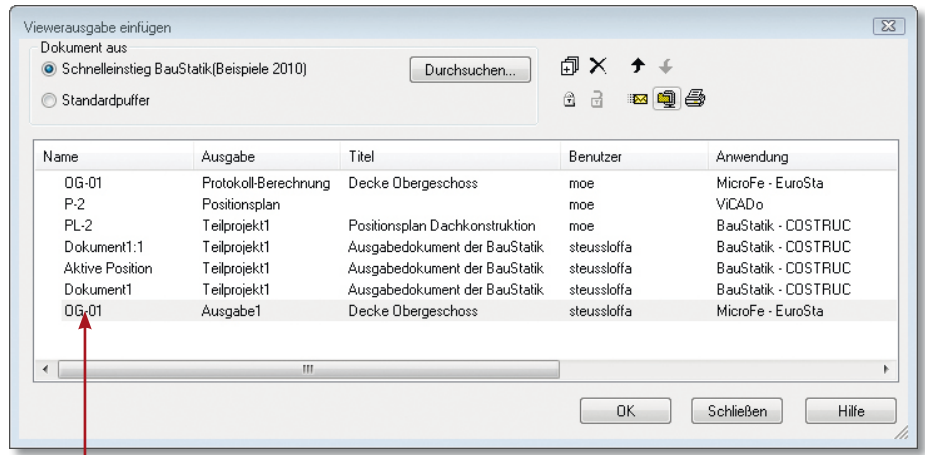 Viewerausgabe einfügen
Dokument aus
Schnelleinstieg BauStatik(Beispiele 2010)
Durchsuchen...
Standardpuffer
Name Ausgabe Titel Benutzer Anwendung
OG-01 Protokoll-Berechnung Decke Obergeschoss moe MicroFe - EuroSta
P-2 Positionsplan moe ViCADo
PL-2 Teilprojekt1 Positionsplan Dachkonstruktion moe BauStatik - COSTRUC
Dokument1:1 Teilprojekt1 Ausgabedokument der BauStatik steussloffa BauStatik - COSTRUC
Aktive Position Teilprojekt1 Ausgabedokument der BauStatik steussloffa BauStatik - COSTRUC
Dokument1 Teilprojekt1 Ausgabedokument der BauStatik steussloffa BauStatik - COSTRUC
OG-01 Ausgabe1 Decke Obergeschoss steussloffa MicroFe - EuroSta
OK Schließen Hilfe